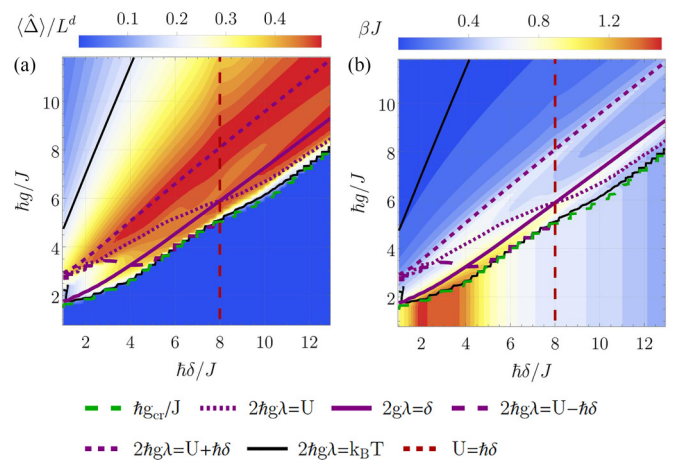 ⟨Δ̂⟩/L^d 0.1 0.2 0.3 0.4 βJ 0.4 0.8 1.2
(a) (b)
10 10
8 8
ħg/J ħg/J
6 6
4 4
2 2
2 4 6 8 10 12 2 4 6 8 10 12
ħδ/J ħδ/J
ħg_cr/J 2ħgλ=U 2gλ=δ 2ħgλ=U−ħδ
2ħgλ=U+ħδ 2ħgλ=k_BT U=ħδ